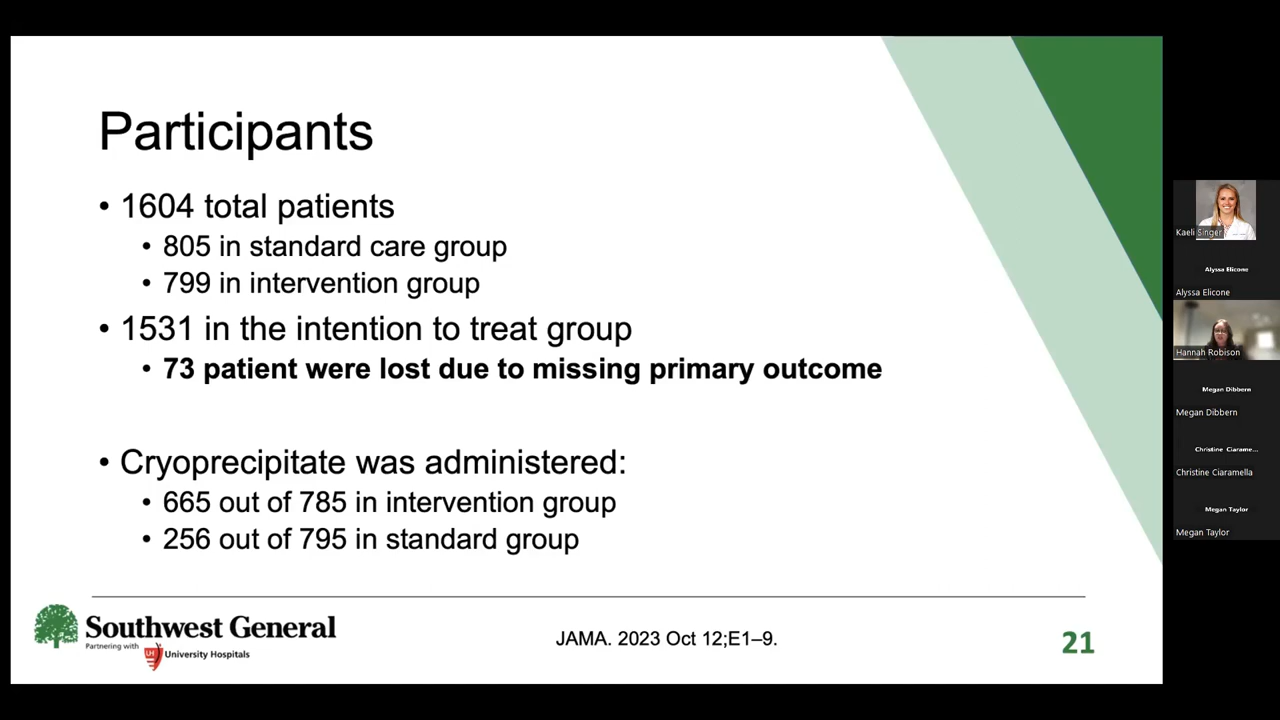 Participants
• 1604 total patients
• 805 in standard care group
• 799 in intervention group
• 1531 in the intention to treat group
• 73 patient were lost due to missing primary outcome
• Cryoprecipitate was administered:
• 665 out of 785 in intervention group
• 256 out of 795 in standard group
Southwest General
Partnering with
UH University Hospitals
JAMA. 2023 Oct 12;E1–9.
21
Kaeli Singer
Alyssa Elicone
Alyssa Elicone
Hannah Robison
Megan Dibbern
Megan Dibbern
Christine Ciarame...
Christine Ciaramella
Megan Taylor
Megan Taylor